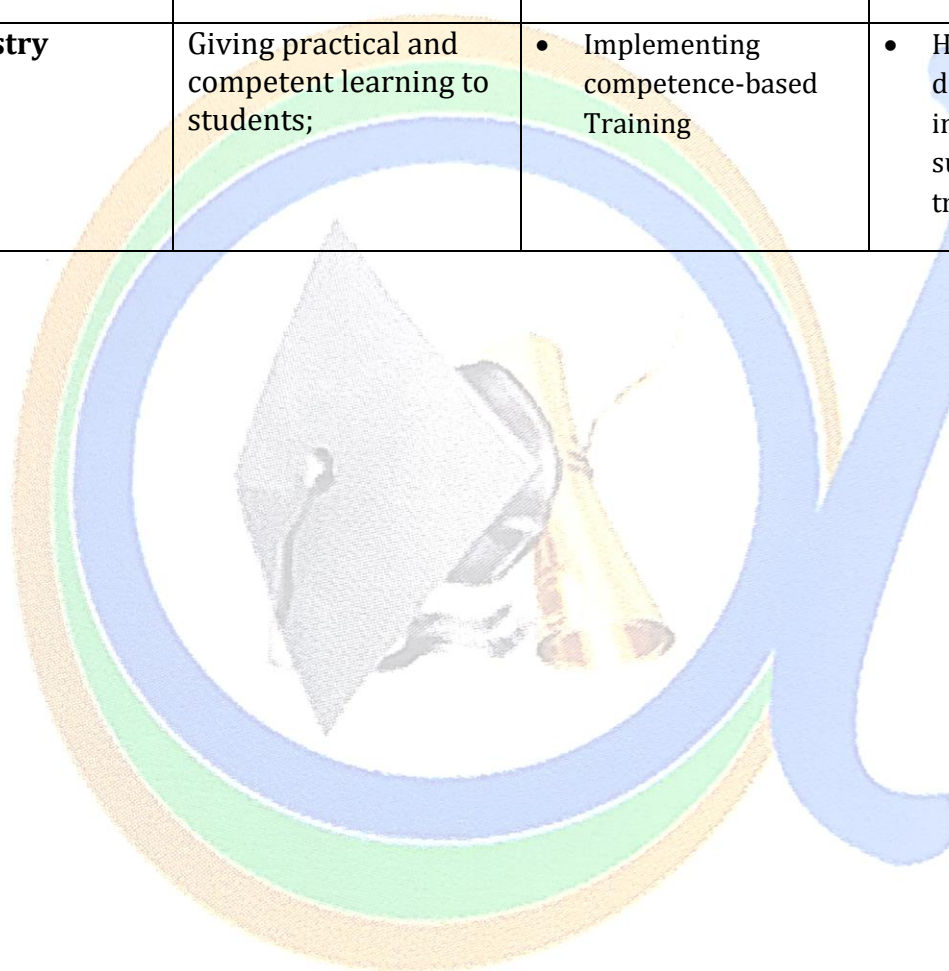 stry
Giving practical and
competent learning to
students;
• Implementing
competence-based
Training
•